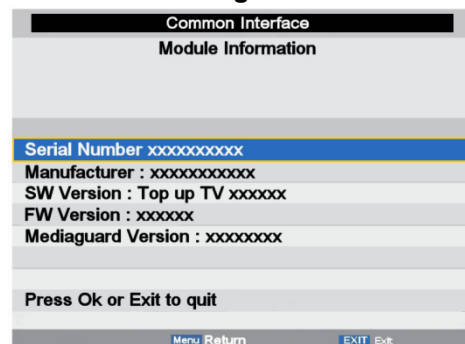 Common Interface
Module Information
Serial Number xxxxxxxxxx
Manufacturer : xxxxxxxxxxx
SW Version : Top up TV xxxxxx
FW Version : xxxxxx
Mediaguard Version : xxxxxxxx
Press Ok or Exit to quit
Menu Return EXIT Exit